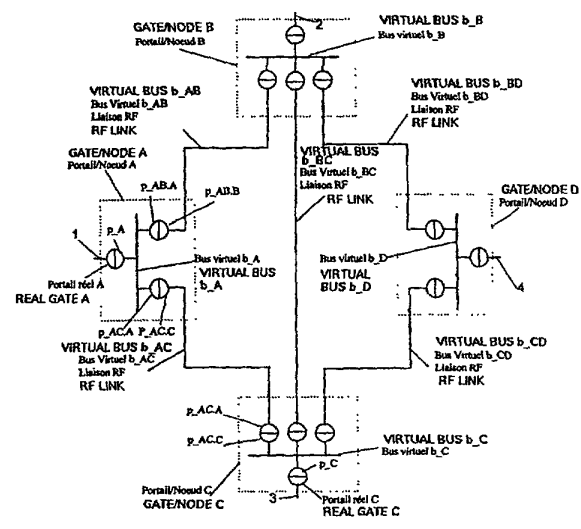 2
VIRTUAL BUS b_B
Bus virtuel b_B
GATE/NODE B
Portail/Noeud B
VIRTUAL BUS b_AB
Bus Virtuel b_AB
Liaison RF
RF LINK
VIRTUAL BUS b_BD
Bus Virtuel b_BD
Liaison RF
RF LINK
GATE/NODE A
Portail/Noeud A
VIRTUAL BUS
b_BC
Bus Virtuel b_BC
Liaison RF
RF LINK
GATE/NODE D
Portail/Noeud D
p_AB.A
p_AB.B
1
p_A
Bus virtuel b_A
VIRTUAL BUS
b_A
Portail réel A
REAL GATE A
Bus virtuel b_D
VIRTUAL
BUS b_D
4
p_AC.A
P_AC.C
VIRTUAL BUS b_AC
Bus Virtuel b_AC
Liaison RF
RF LINK
VIRTUAL BUS b_CD
Bus Virtuel b_CD
Liaison RF
RF LINK
p_AC.A
p_AC.C
VIRTUAL BUS b_C
Bus virtuel b_C
p_C
Portail/Noeud C
GATE/NODE C
3
Portail réel C
REAL GATE C